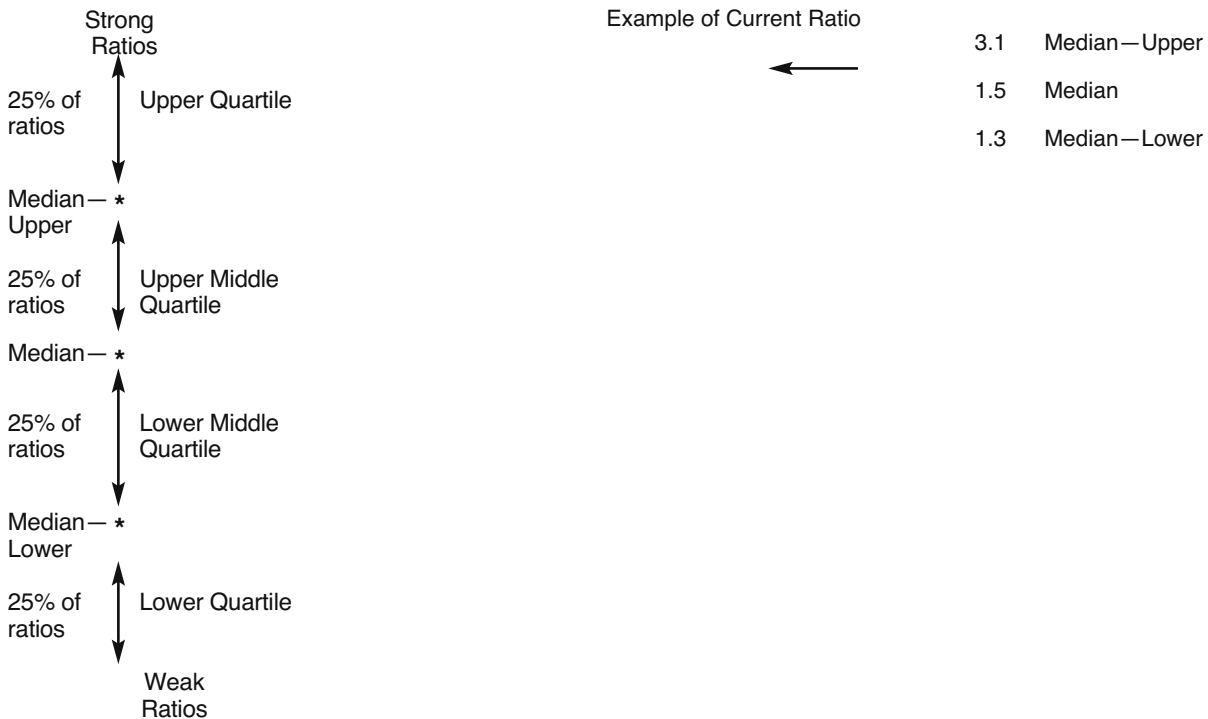 Strong
Ratios
25% of
ratios
Upper Quartile
Median— *
Upper
25% of
ratios
Upper Middle
Quartile
Median— *
25% of
ratios
Lower Middle
Quartile
Median— *
Lower
25% of
ratios
Lower Quartile
Weak
Ratios
Example of Current Ratio
3.1 Median—Upper
1.5 Median
1.3 Median—Lower